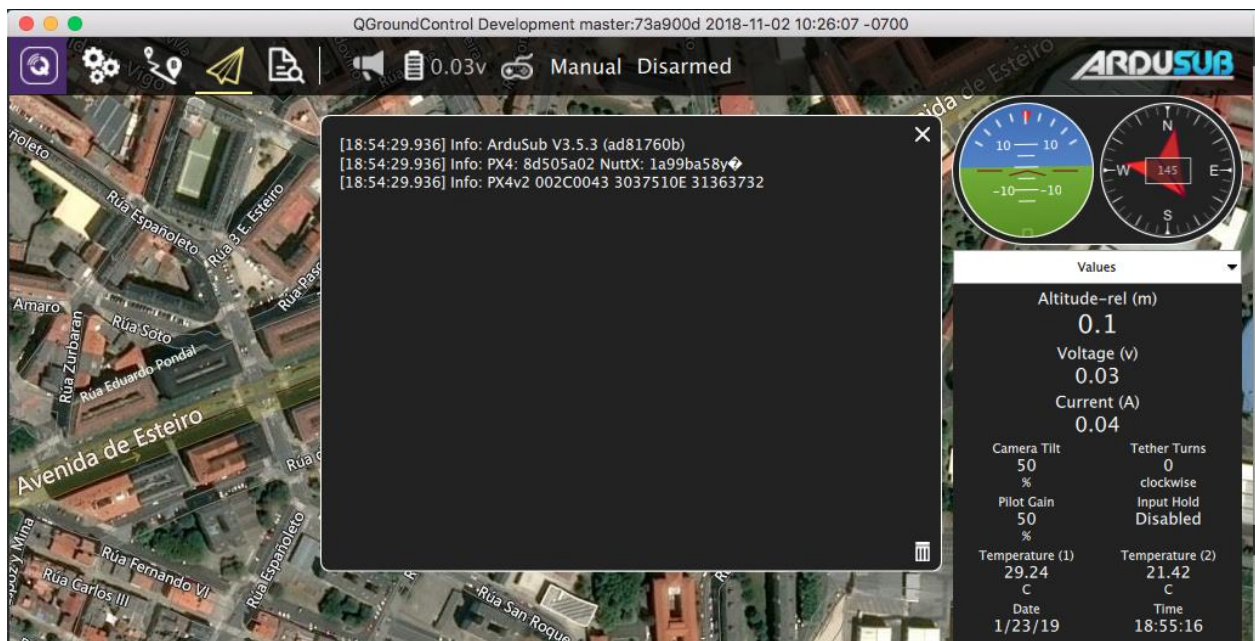 QGroundControl Development master:73a900d 2018-11-02 10:26:07 -0700
0.03v
Manual
Disarmed
ARDUSUB
[18:54:29.936] Info: ArduSub V3.5.3 (ad81760b)
[18:54:29.936] Info: PX4: 8d505a02 NuttX: 1a99ba58y�
[18:54:29.936] Info: PX4v2 002C0043 3037510E 31363732
10 10
-10 -10
N
W 145 E
S
Values
Altitude-rel (m)
0.1
Voltage (v)
0.03
Current (A)
0.04
Camera Tilt Tether Turns
50 0
% clockwise
Pilot Gain Input Hold
50 Disabled
%
Temperature (1) Temperature (2)
29.24 21.42
C C
Date Time
1/23/19 18:55:16
Rúa Españoleto
Rúa 3 E. Esteiro
Amaro
Rúa Soto
Rúa Zurbaran
Rúa Eduardo Pondal
Avenida de Esteiro
Rúa Fernando VI
Rúa Carlos III
Rúa Españoleto
Rúa San Roque